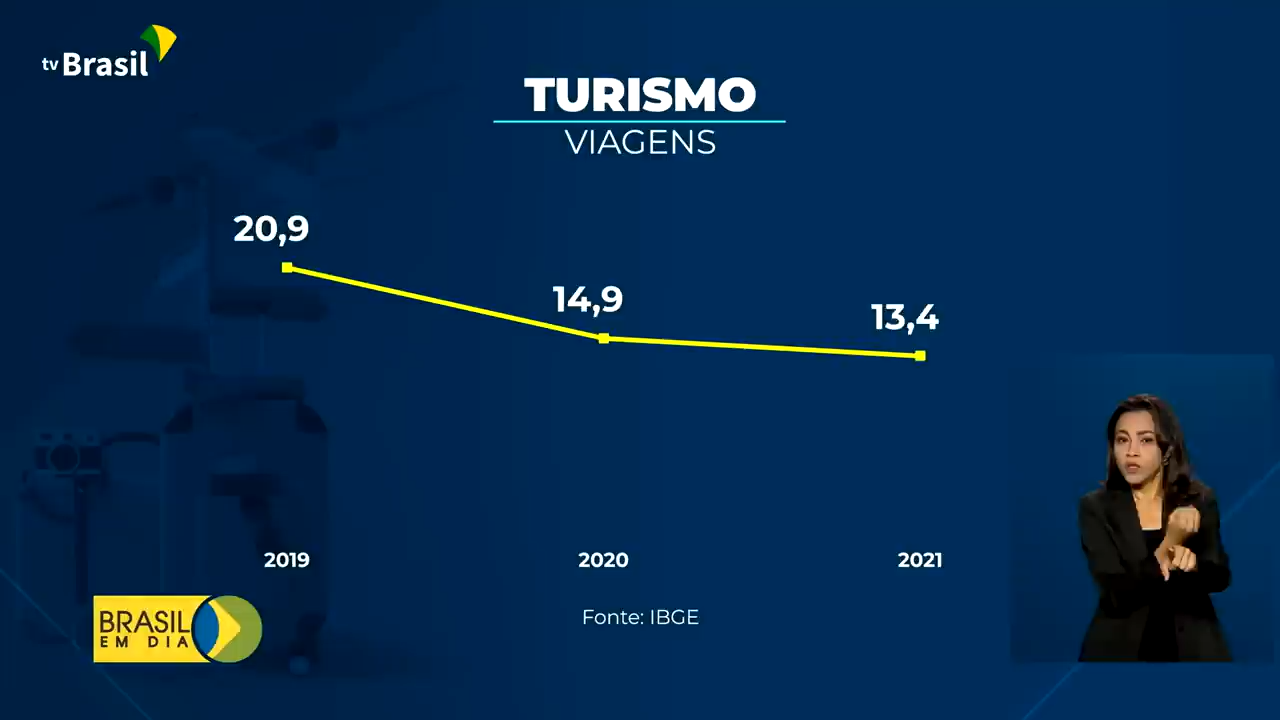 tv Brasil
TURISMO
VIAGENS
20,9
14,9
13,4
2019
2020
2021
Fonte: IBGE
BRASIL
EM DIA